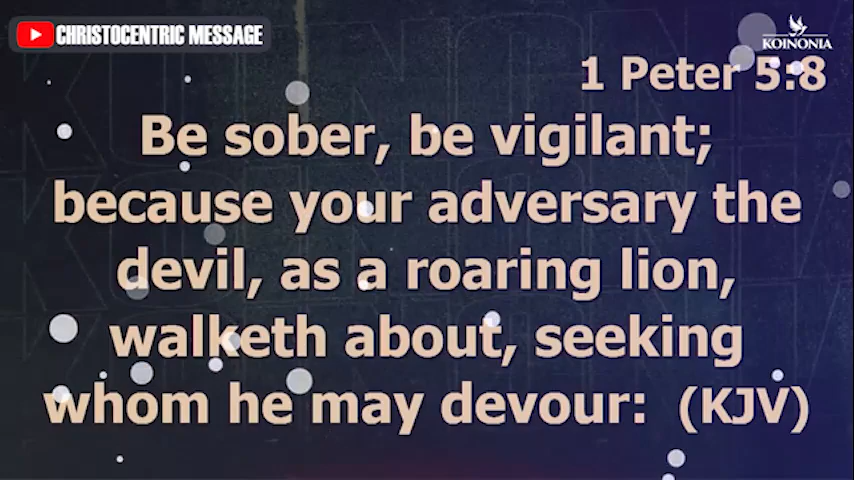 CHRISTOCENTRIC MESSAGE
KOINONIA
1 Peter 5:8
Be sober, be vigilant;
because your adversary the
devil, as a roaring lion,
walketh about, seeking
whom he may devour: (KJV)